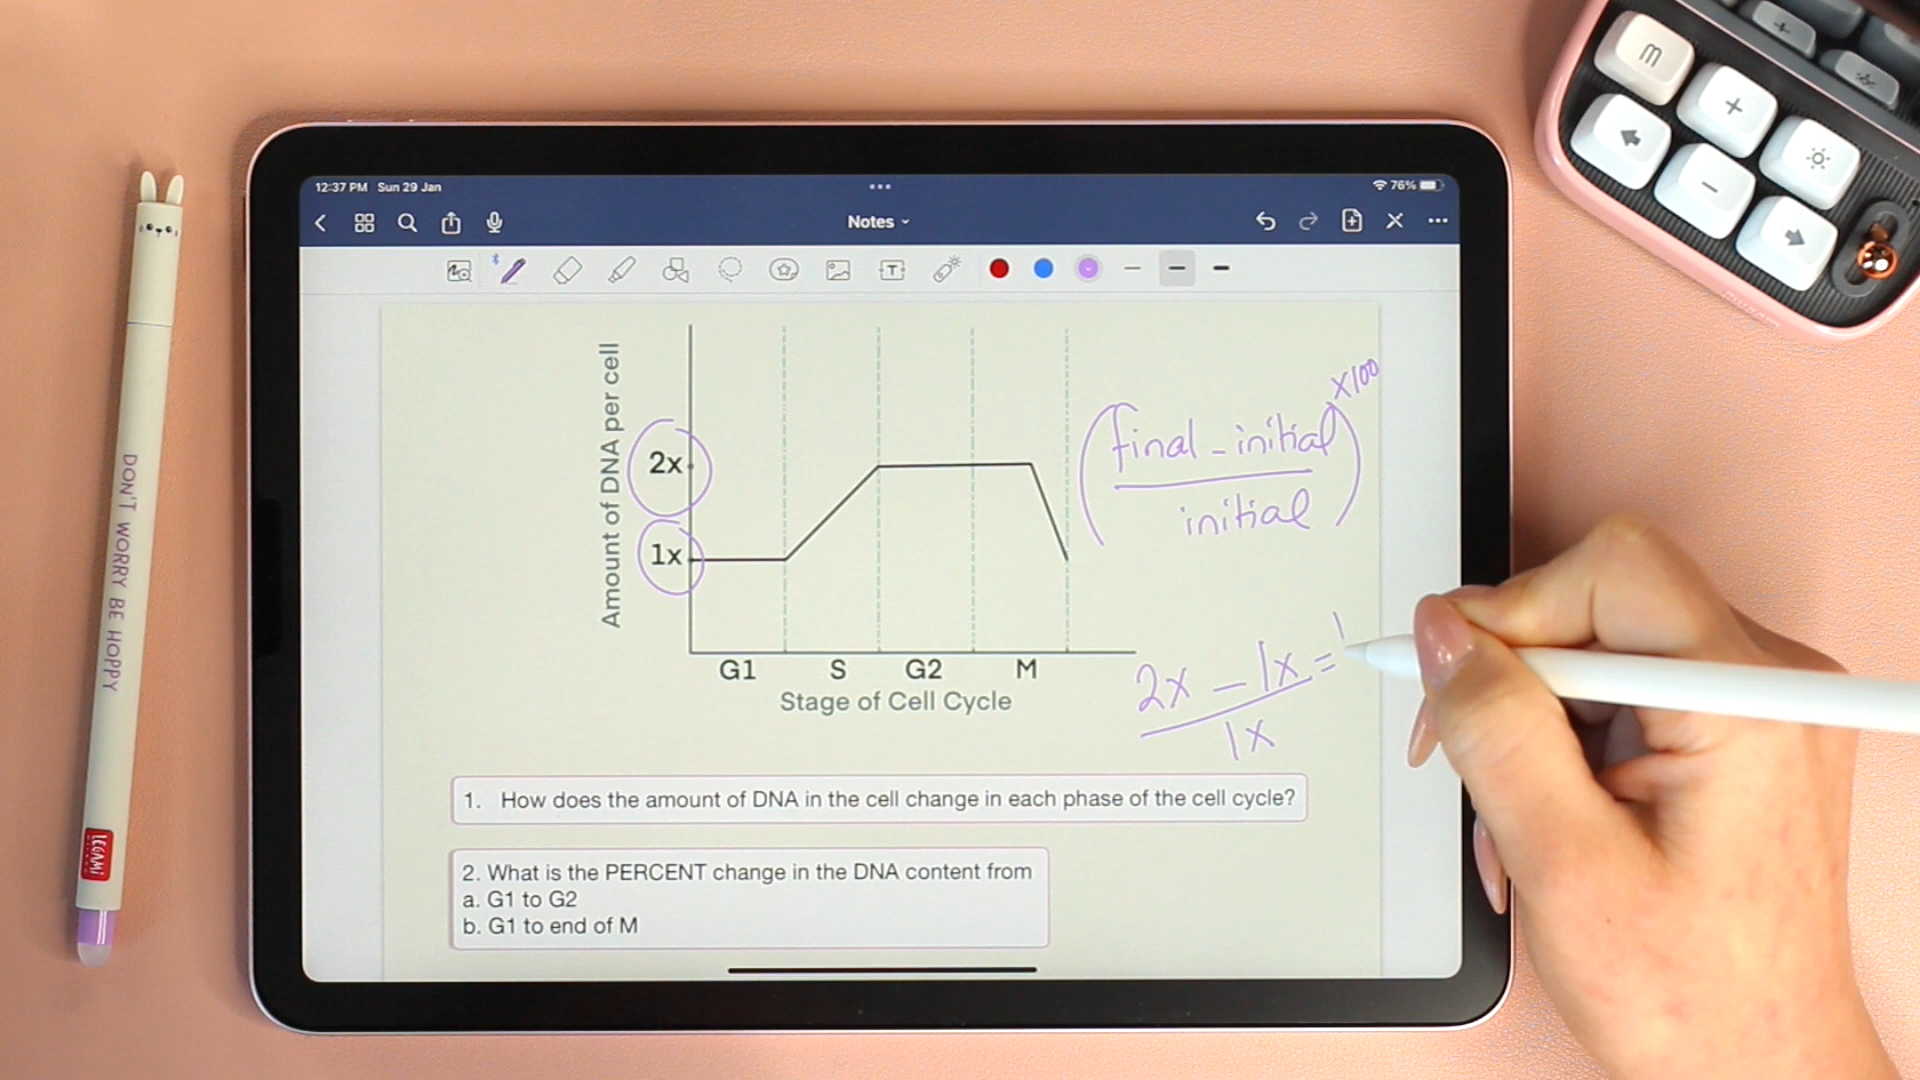 12:37 PM Sun 29 Jan
76%
Notes
T
Amount of DNA per cell
2x
1x
G1 S G2 M
Stage of Cell Cycle
(final - initial
initial) x100
2x - 1x = 1
1x
1. How does the amount of DNA in the cell change in each phase of the cell cycle?
2. What is the PERCENT change in the DNA content from
a. G1 to G2
b. G1 to end of M
DON'T WORRY BE HOPPY
LEGAMI
m
+
−